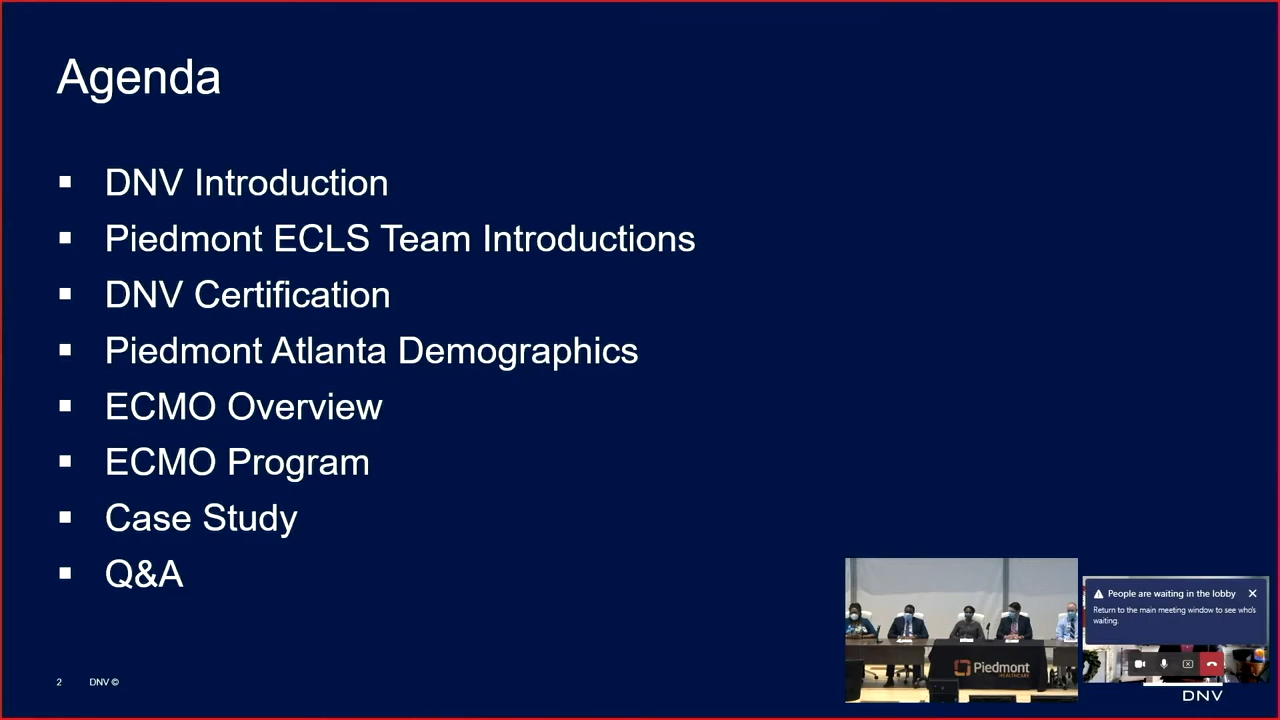 Agenda
▪ DNV Introduction
▪ Piedmont ECLS Team Introductions
▪ DNV Certification
▪ Piedmont Atlanta Demographics
▪ ECMO Overview
▪ ECMO Program
▪ Case Study
▪ Q&A
People are waiting in the lobby
Return to the main meeting window to see who's
waiting.
Piedmont
HEALTHCARE
2 DNV ©
DNV